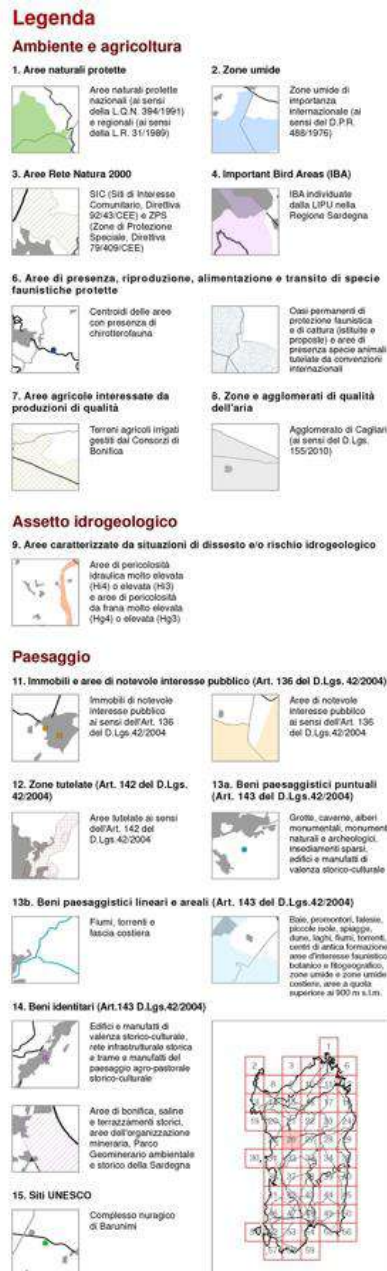 Legenda
Ambiente e agricoltura
1. Aree naturali protette
Aree naturali protette
nazionali (ai sensi
della L.Q.N. 394/1991)
e regionali (ai sensi
della L.R. 31/1989)
2. Zone umide
Zone umide di
importanza
internazionale (ai
sensi del D.P.R.
488/1976)
3. Aree Rete Natura 2000
SIC (Siti di Interesse
Comunitario, Direttiva
92/43/CEE) e ZPS
(Zone di Protezione
Speciale, Direttiva
79/409/CEE)
4. Important Bird Areas (IBA)
IBA individuate
dalla LIPU nella
Regione Sardegna
6. Aree di presenza, riproduzione, alimentazione e transito di specie
faunistiche protette
Centroidi delle aree
con presenza di
chirotterofauna
Oasi permanenti di
protezione faunistica
e di cattura (istituite e
proposte) e aree di
presenza specie animali
tutelate da convenzioni
internazionali
7. Aree agricole interessate da
produzioni di qualità
Terreni agricoli irrigati
gestiti dai Consorzi di
Bonifica
8. Zone e agglomerati di qualità
dell'aria
Agglomerato di Cagliari
(ai sensi del D.Lgs.
155/2010)
Assetto idrogeologico
9. Aree caratterizzate da situazioni di dissesto e/o rischio idrogeologico
Aree di pericolosità
idraulica molto elevata
(Hi4) o elevata (Hi3)
e aree di pericolosità
da frana molto elevata
(Hg4) o elevata (Hg3)
Paesaggio
11. Immobili e aree di notevole interesse pubblico (Art. 136 del D.Lgs. 42/2004)
Immobili di notevole
interesse pubblico
ai sensi dell'Art. 136
del D.Lgs.42/2004
Aree di notevole
interesse pubblico
ai sensi dell'Art. 136
del D.Lgs.42/2004
12. Zone tutelate (Art. 142 del D.Lgs.
42/2004)
Aree tutelate ai sensi
dell'Art. 142 del
D.Lgs.42/2004
13a. Beni paesaggistici puntuali
(Art. 143 del D.Lgs.42/2004)
Grotte, caverne, alberi
monumentali, monumenti
naturali e archeologici,
insediamenti sparsi,
edifici e manufatti di
valenza storico-culturale
13b. Beni paesaggistici lineari e areali (Art. 143 del D.Lgs.42/2004)
Fiumi, torrenti e
fascia costiera
Baie, promontori, falesie,
piccole isole, spiagge,
dune, laghi, fiumi, torrenti,
centri di antica formazione,
aree d'interesse faunistico,
botanico e fitogeografico,
zone umide e zone umide
costiere, aree a quota
superiore ai 900 m s.l.m.
14. Beni identitari (Art.143 D.Lgs.42/2004)
Edifici e manufatti di
valenza storico-culturale,
rete infrastrutturale storica
e trame e manufatti del
paesaggio agro-pastorale
storico-culturale
Aree di bonifica, saline
e terrazzamenti storici,
aree dell'organizzazione
mineraria, Parco
Geominerario ambientale
e storico della Sardegna
15. Siti UNESCO
Complesso nuragico
di Barumini